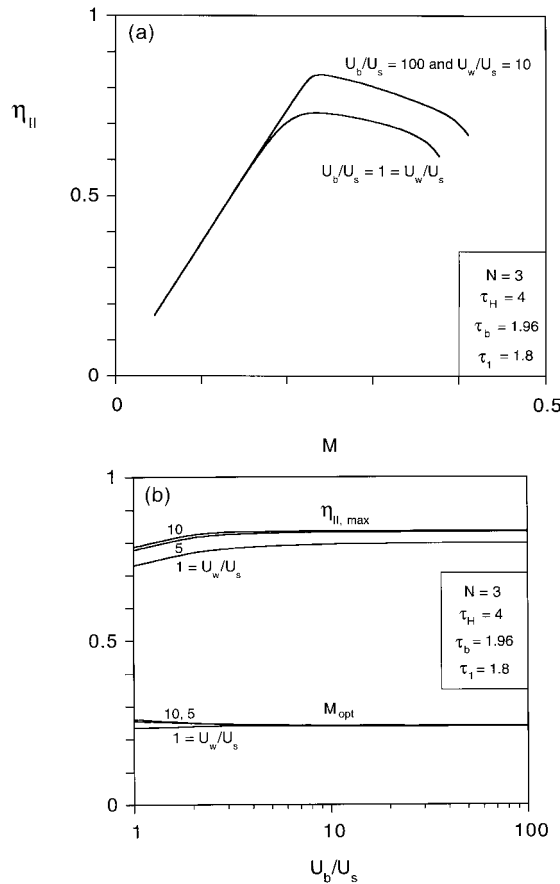 (a)
1
U_b/U_s = 100 and U_w/U_s = 10
η_II
U_b/U_s = 1 = U_w/U_s
0.5
N = 3
τ_H = 4
τ_b = 1.96
τ_1 = 1.8
0
0
0.5
M
1
(b)
η_II, max
10
5
1 = U_w/U_s
N = 3
τ_H = 4
τ_b = 1.96
τ_1 = 1.8
0.5
10, 5
M_opt
1 = U_w/U_s
0
1
10
100
U_b/U_s